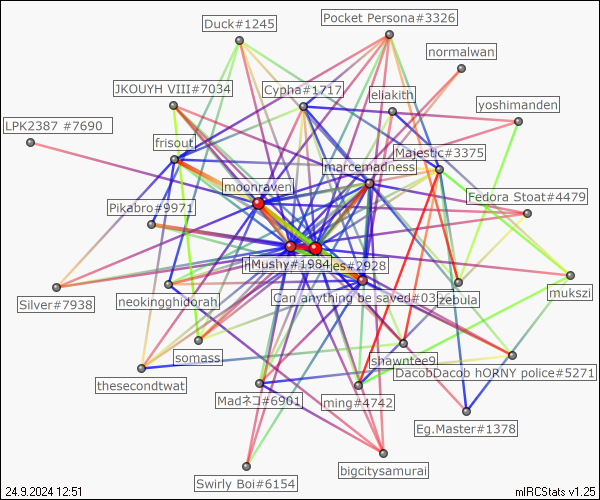 Duck#1245
Pocket Persona#3326
normalwan
JKOUYH VIII#7034
Cypha#1717
eliakith
yoshimanden
LPK2387 #7690
frisout
Majestic#3375
marcemadness
moonraven
Fedora Stoat#4479
Pikabro#9971
Mushy#1984
es#2928
Silver#7938
neokingghidorah
Can anything be saved#03
zebula
mukszi
somass
shawntee9
thesecondtwat
DacobDacob hORNY police#5271
Madネコ#6901
ming#4742
Eg.Master#1378
bigcitysamurai
Swirly Boi#6154
24.9.2024 12:51
mIRCStats v1.25